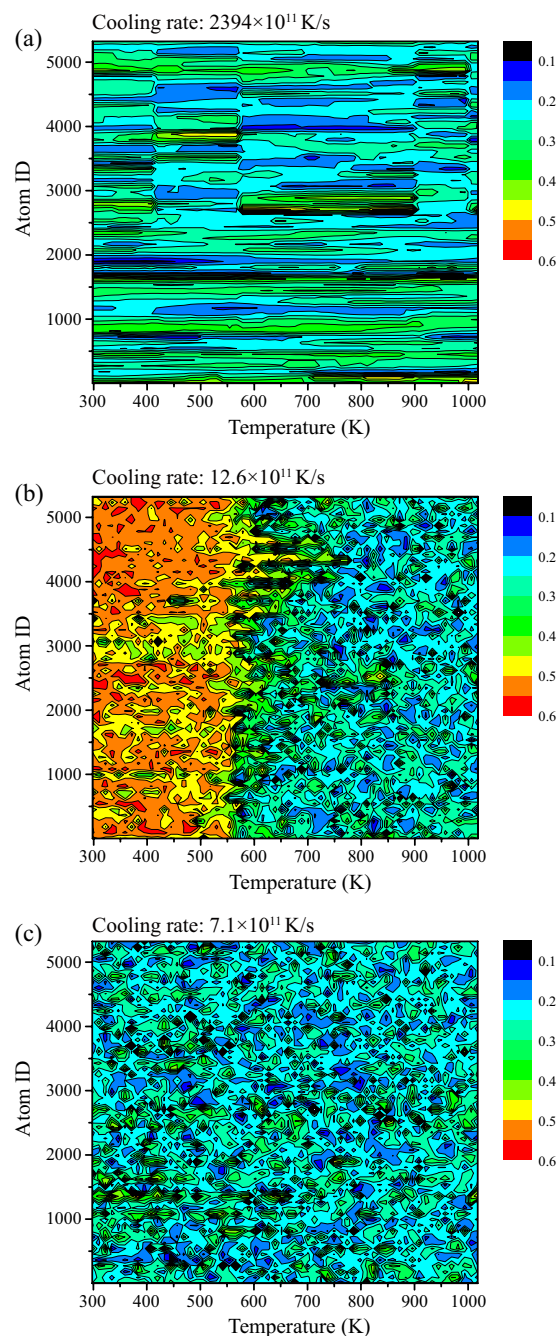 (a)
Cooling rate: 2394×10¹¹ K/s
5000
4000
3000
2000
1000
Atom ID
300 400 500 600 700 800 900 1000
Temperature (K)
0.1
0.2
0.3
0.4
0.5
0.6
(b)
Cooling rate: 12.6×10¹¹ K/s
5000
4000
3000
2000
1000
Atom ID
300 400 500 600 700 800 900 1000
Temperature (K)
0.1
0.2
0.3
0.4
0.5
0.6
(c)
Cooling rate: 7.1×10¹¹ K/s
5000
4000
3000
2000
1000
Atom ID
300 400 500 600 700 800 900 1000
Temperature (K)
0.1
0.2
0.3
0.4
0.5
0.6